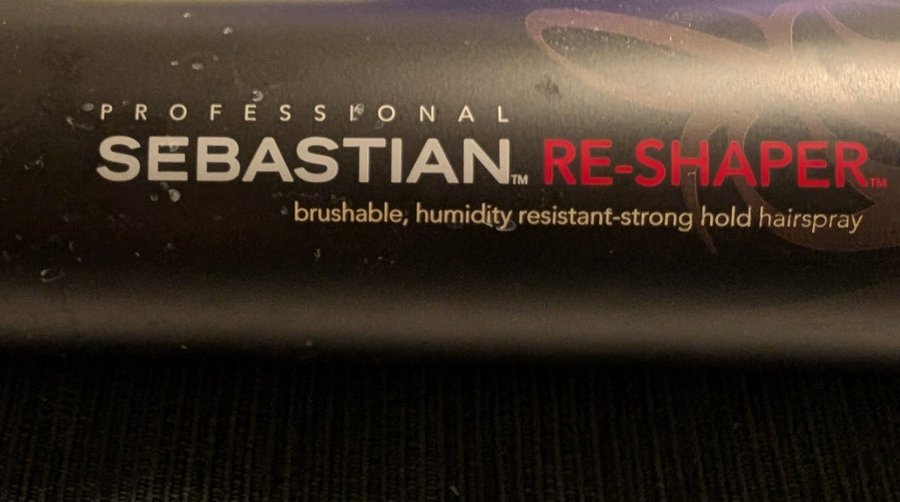 PROFESSIONAL
SEBASTIAN™ RE-SHAPER™
brushable, humidity resistant-strong hold hairspray